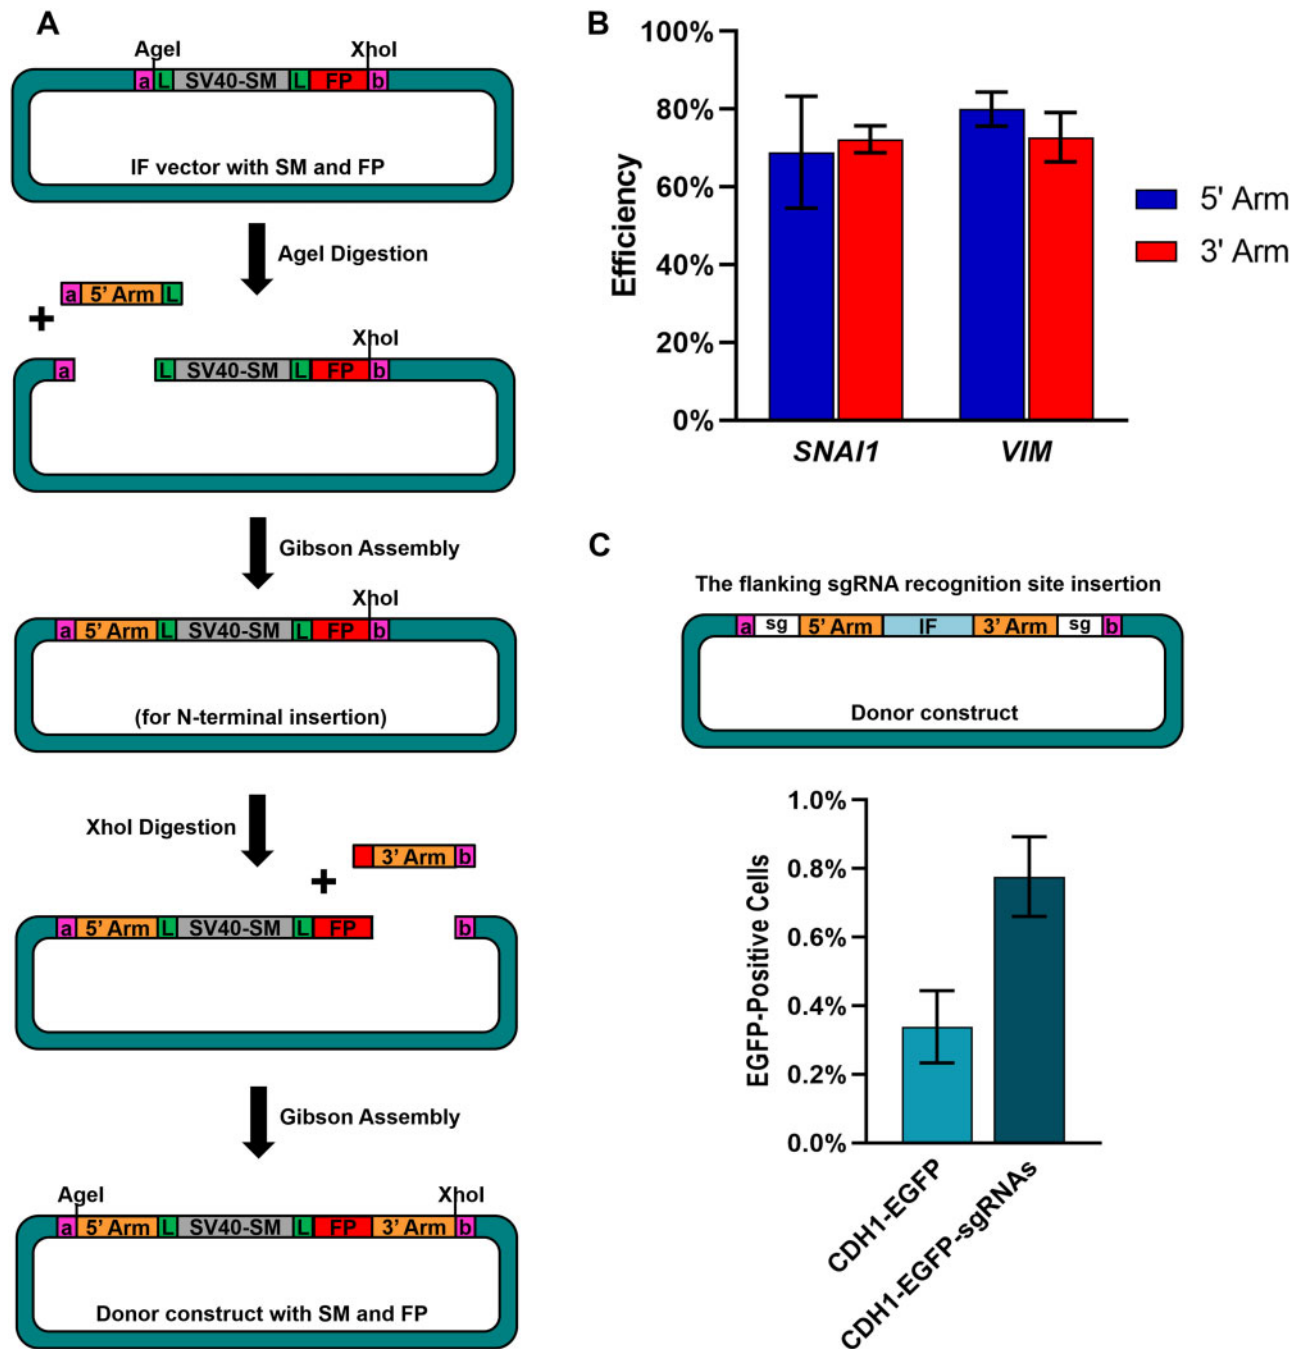 A
AgeI XhoI
a L SV40-SM L FP b
IF vector with SM and FP
AgeI Digestion
a 5' Arm L
+
XhoI
a L SV40-SM L FP b
Gibson Assembly
XhoI
a 5' Arm L SV40-SM L FP b
(for N-terminal insertion)
XhoI Digestion
3' Arm b
+
a 5' Arm L SV40-SM L FP b
Gibson Assembly
AgeI XhoI
a 5' Arm L SV40-SM L FP 3' Arm b
Donor construct with SM and FP
B
100%
80%
60%
40%
20%
0%
Efficiency
SNAI1 VIM
5' Arm
3' Arm
C
The flanking sgRNA recognition site insertion
a sg 5' Arm IF 3' Arm sg b
Donor construct
1.0%
0.8%
0.6%
0.4%
0.2%
0.0%
EGFP-Positive Cells
CDH1-EGFP
CDH1-EGFP-sgRNAs